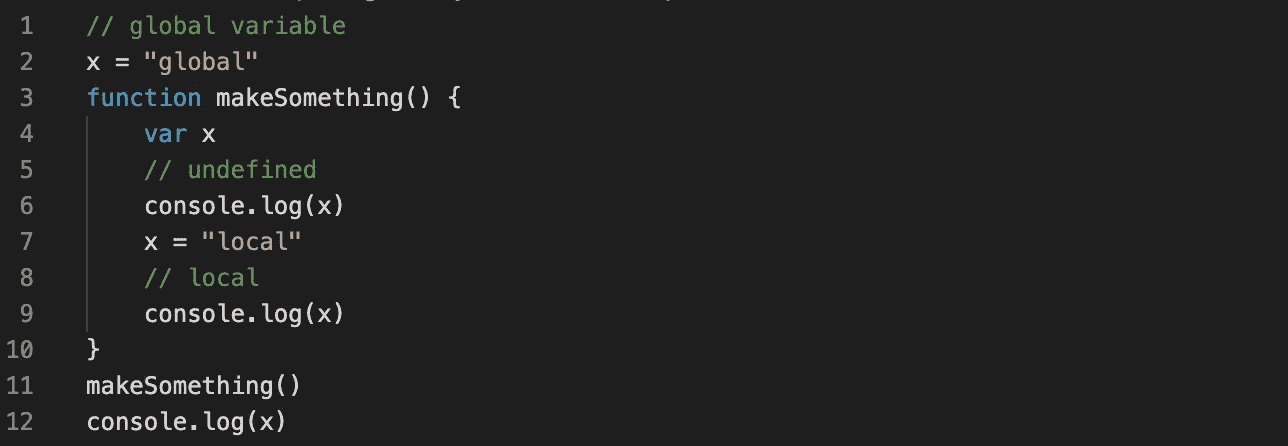 1 // global variable
2 x = "global"
3 function makeSomething() {
4 var x
5 // undefined
6 console.log(x)
7 x = "local"
8 // local
9 console.log(x)
10 }
11 makeSomething()
12 console.log(x)